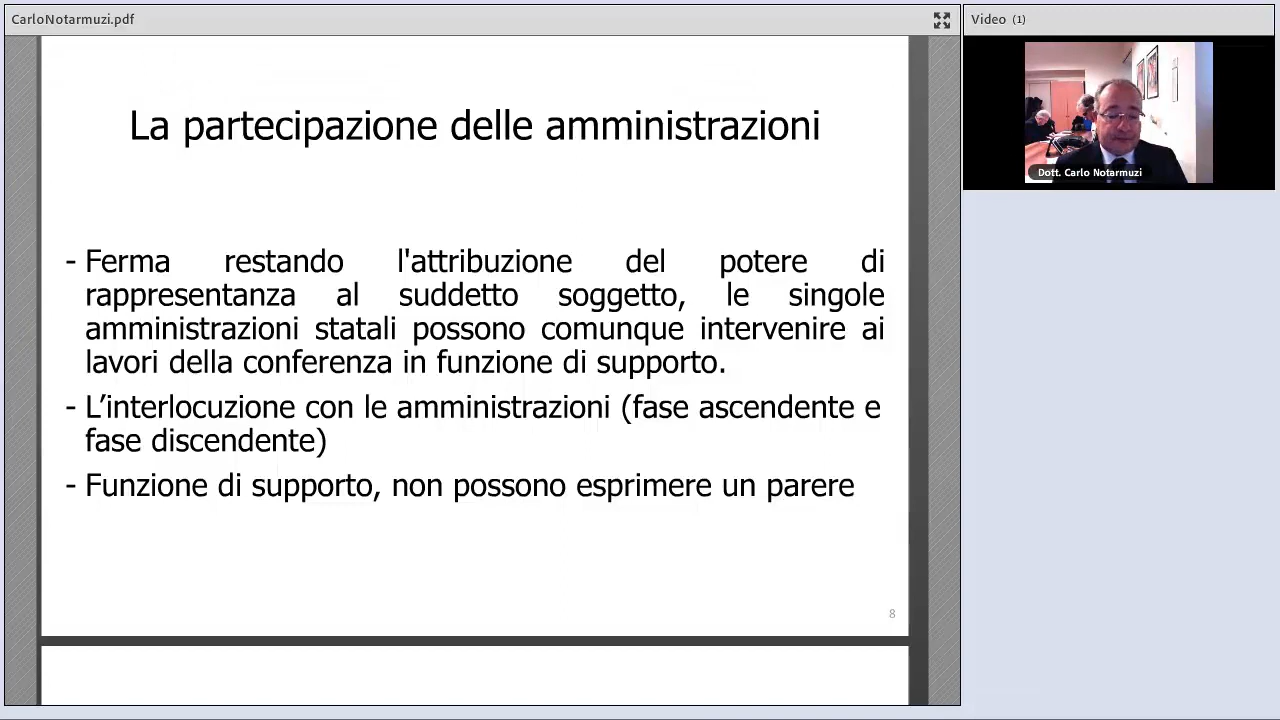 CarloNotarmuzi.pdf
Video (1)
Dott. Carlo Notarmuzi
La partecipazione delle amministrazioni
- Ferma restando l'attribuzione del potere di
rappresentanza al suddetto soggetto, le singole
amministrazioni statali possono comunque intervenire ai
lavori della conferenza in funzione di supporto.
- L’interlocuzione con le amministrazioni (fase ascendente e
fase discendente)
- Funzione di supporto, non possono esprimere un parere
8